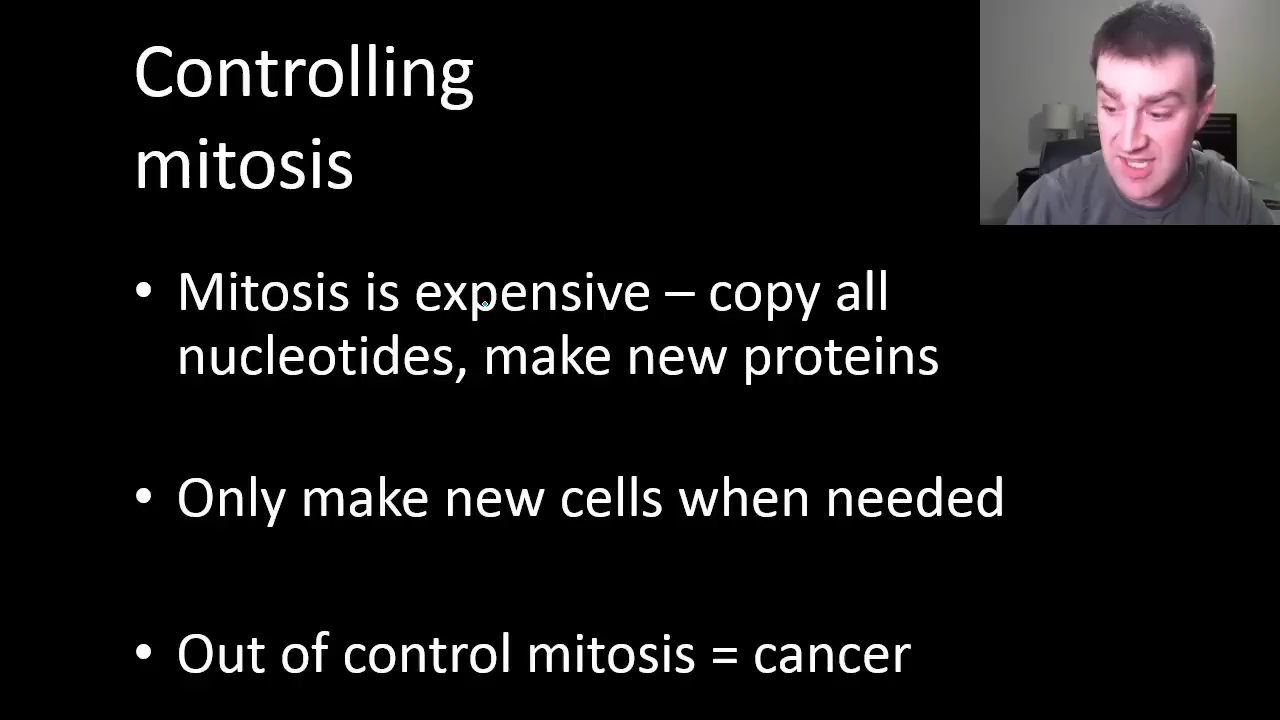 Controlling
mitosis
• Mitosis is expensive – copy all
nucleotides, make new proteins
• Only make new cells when needed
• Out of control mitosis = cancer